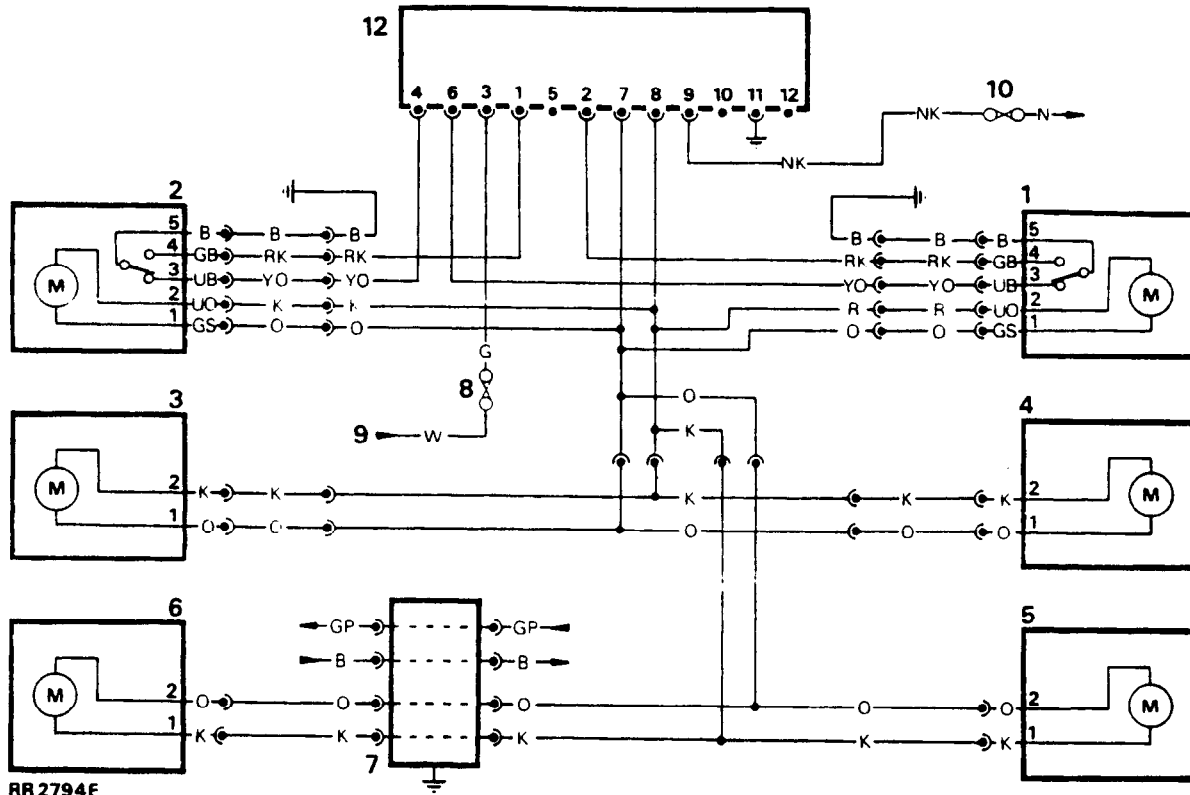 12
4 6 3 1 5 2 7 8 9 10 11 12
10
NK N
NK
2
5 B B B
4 GB RK RK
3 UB YO YO
2 UO K K
1 GS O O
1
B B B 5
RK RK GB 4
YO YO UB 3
R R UO 2
O O GS 1
M
M
G
8
9 W
O
K
3
M
2 K K K K K 2
1 O O O O O 1
4
M
6
M
GP GP
B B
2 O O O O O 2
1 K K K K K 1
7
5
M
RR2794E